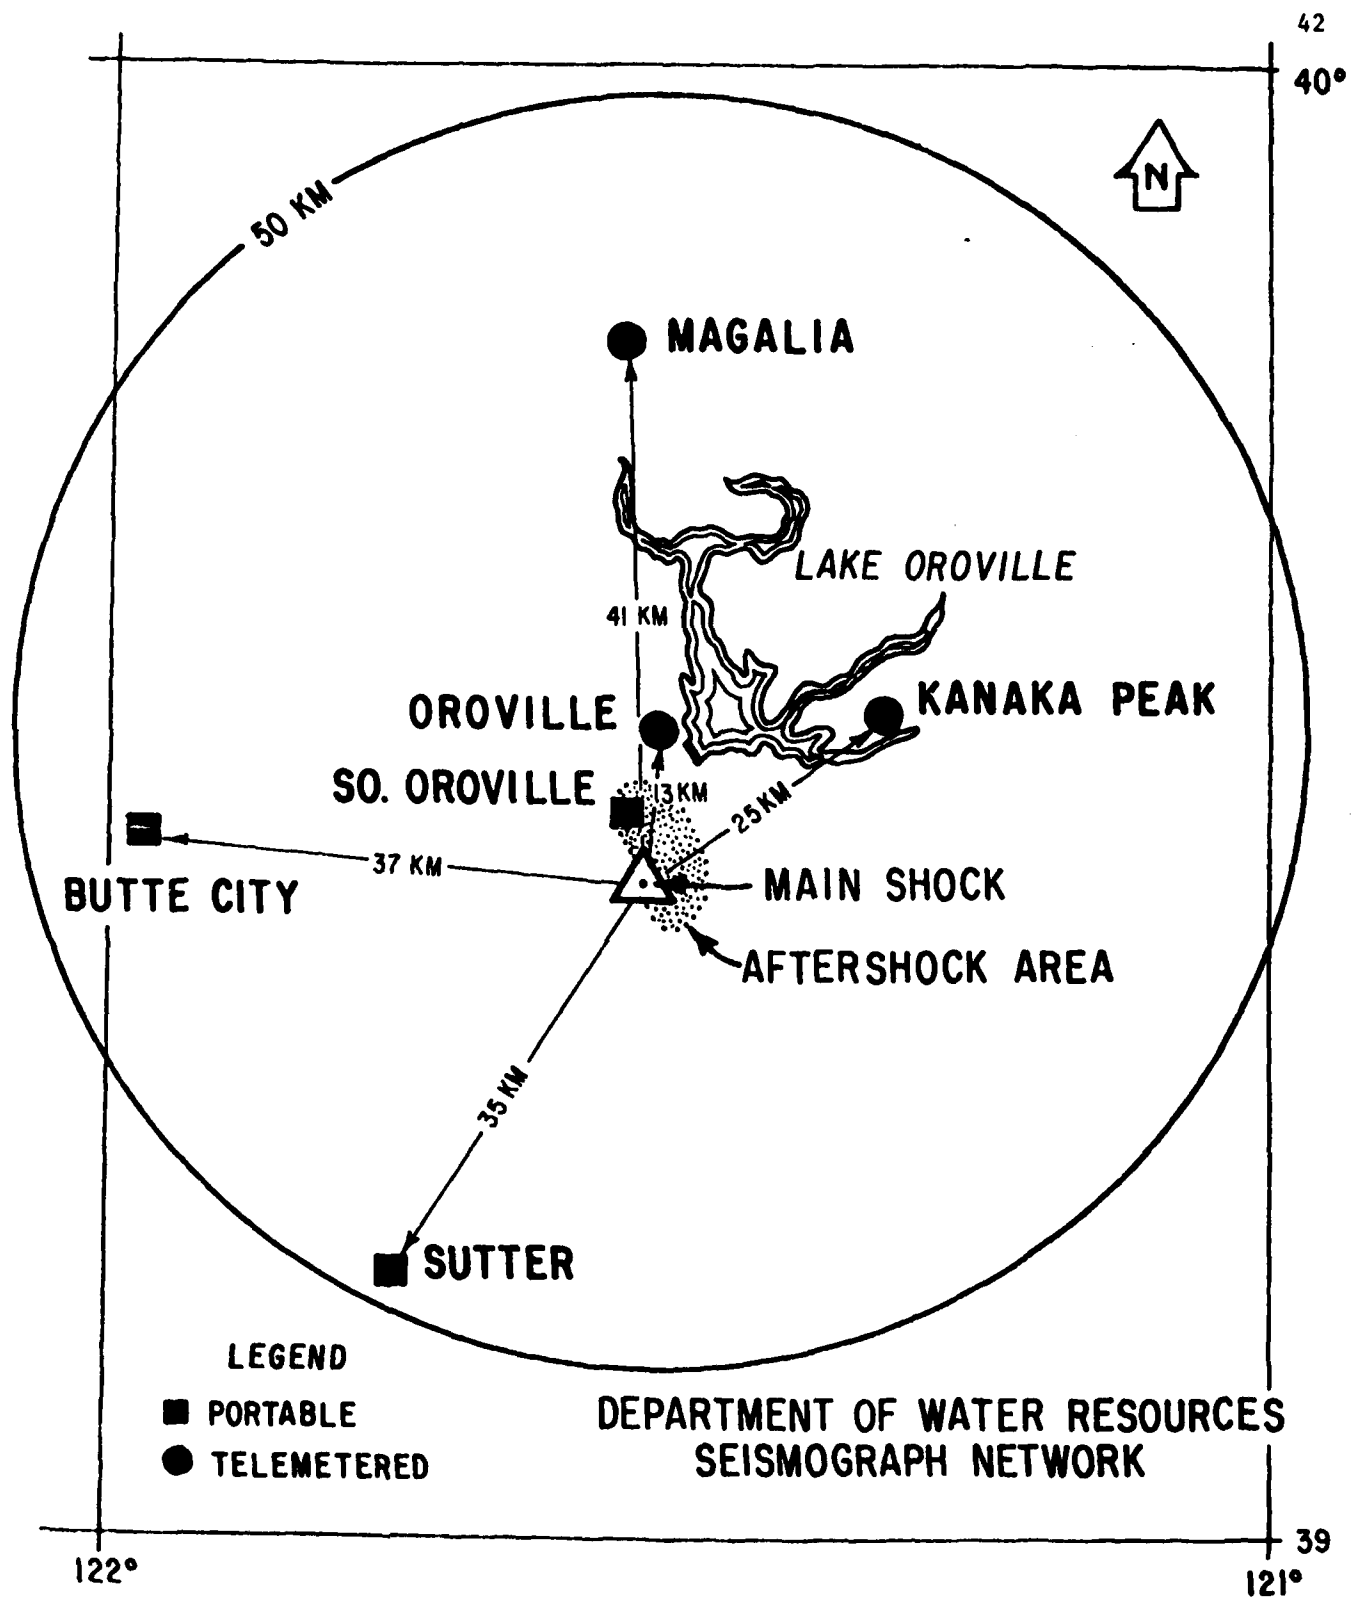 42
40°
N
50 KM
MAGALIA
LAKE OROVILLE
41 KM
KANAKA PEAK
OROVILLE
SO. OROVILLE
13 KM
25 KM
37 KM
BUTTE CITY
MAIN SHOCK
AFTERSHOCK AREA
35 KM
SUTTER
LEGEND
PORTABLE
TELEMETERED
DEPARTMENT OF WATER RESOURCES
SEISMOGRAPH NETWORK
39
122°
121°